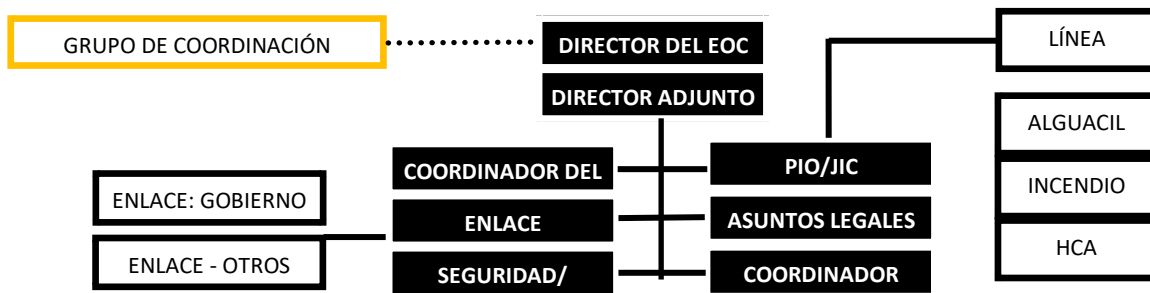 GRUPO DE COORDINACIÓN
DIRECTOR DEL EOC
LÍNEA
DIRECTOR ADJUNTO
ALGUACIL
COORDINADOR DEL
PIO/JIC
INCENDIO
ENLACE: GOBIERNO
ENLACE
ASUNTOS LEGALES
HCA
ENLACE - OTROS
SEGURIDAD/
COORDINADOR